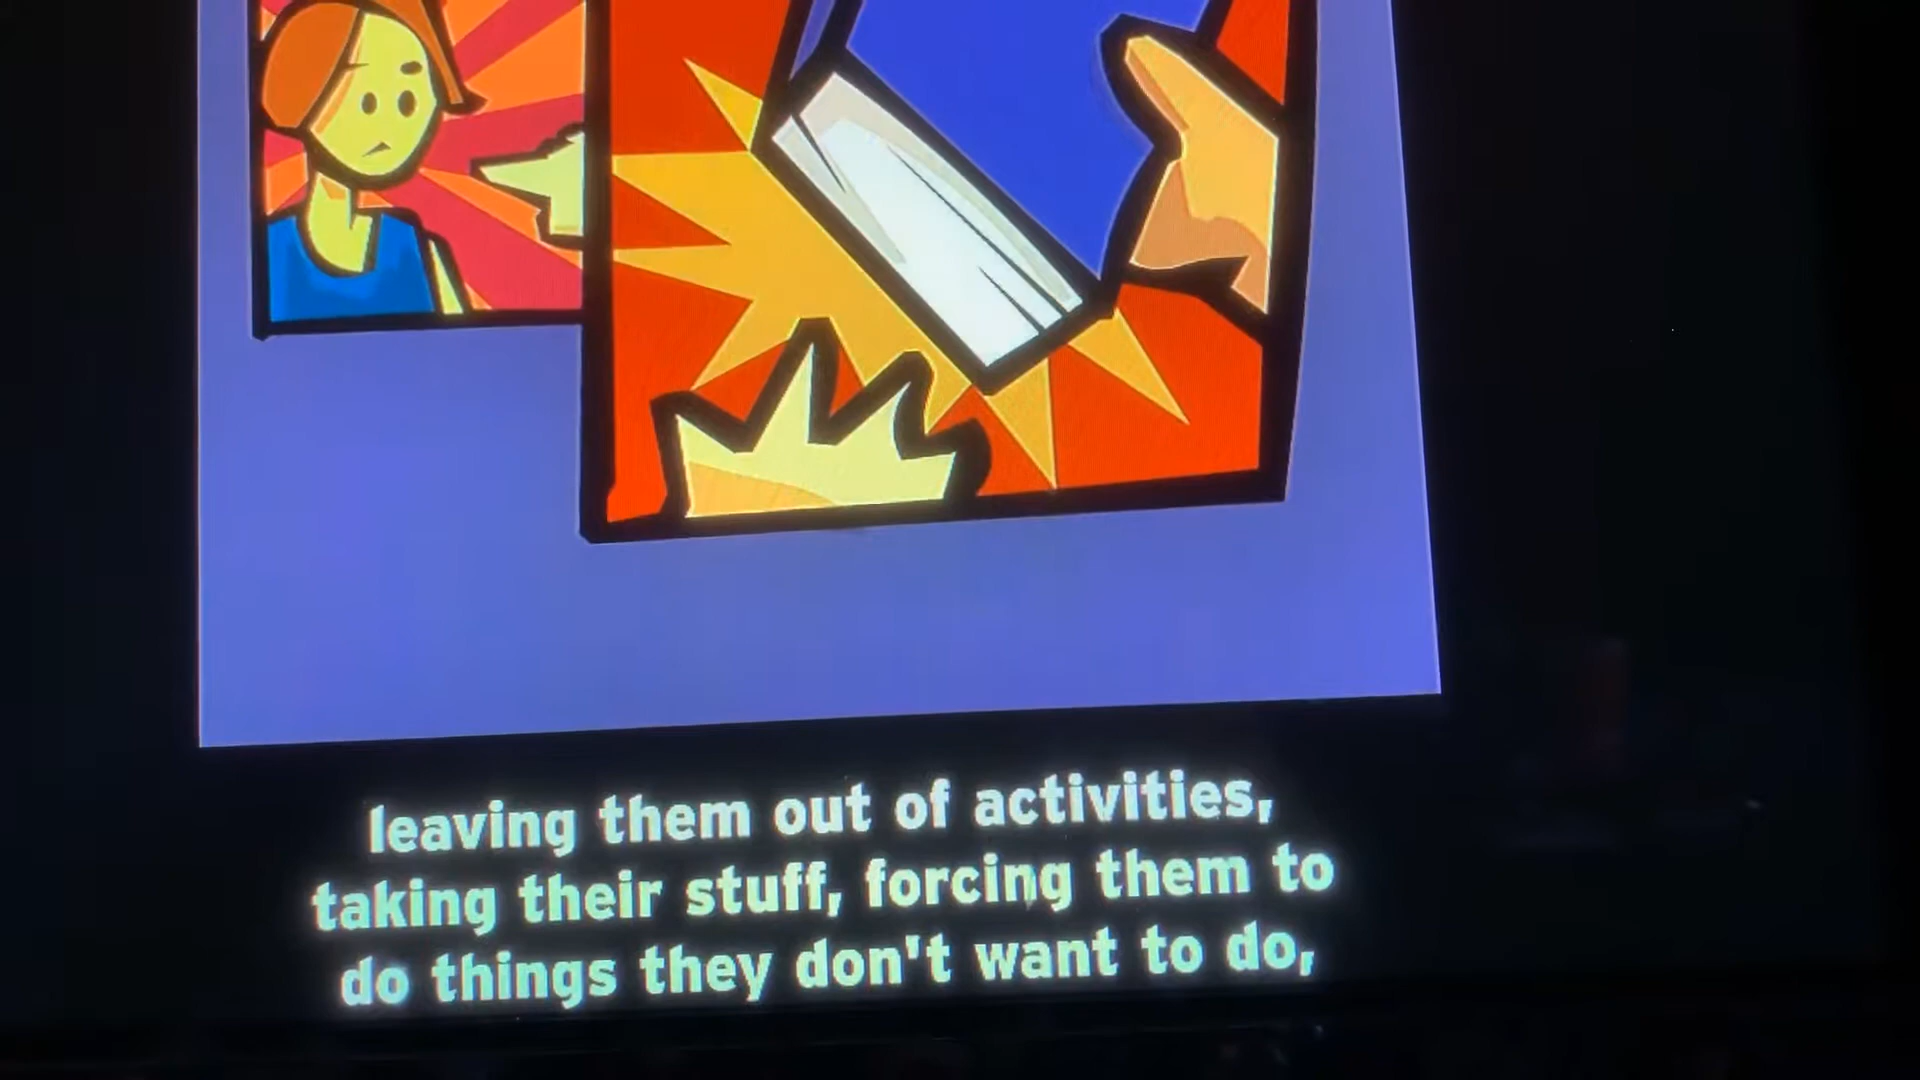 leaving them out of activities,
taking their stuff, forcing them to
do things they don't want to do,